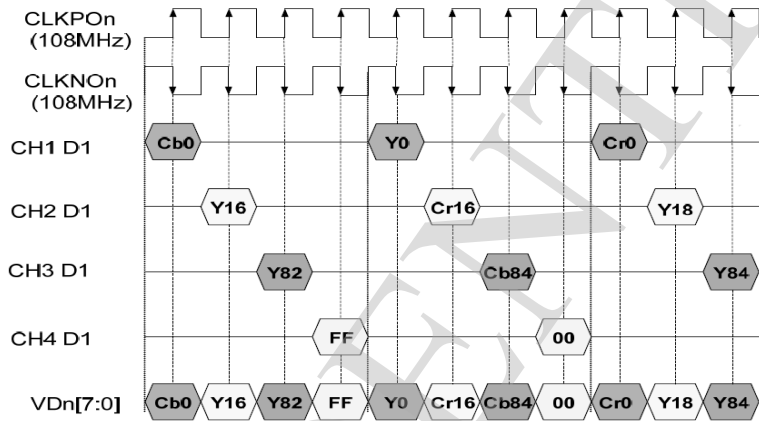 CLKPOn
(108MHz)
CLKNOn
(108MHz)
CH1 D1 Cb0 Y0 Cr0
CH2 D1 Y16 Cr16 Y18
CH3 D1 Y82 Cb84 Y84
CH4 D1 FF 00
VDn[7:0] Cb0 Y16 Y82 FF Y0 Cr16 Cb84 00 Cr0 Y18 Y84